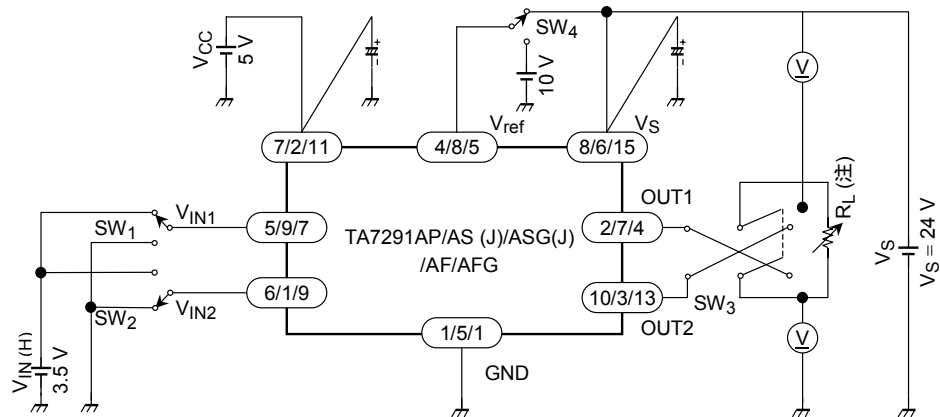 VCC
5 V
+
-
SW4
10 V
+
-
V
Vref
VS
7/2/11
4/8/5
8/6/15
SW1
VIN1
5/9/7
TA7291AP/AS (J)/ASG(J)
/AF/AFG
OUT1
2/7/4
RL (注)
VS
VS = 24 V
SW2
VIN2
6/1/9
10/3/13
SW3
OUT2
VIN (H)
3.5 V
1/5/1
GND
V